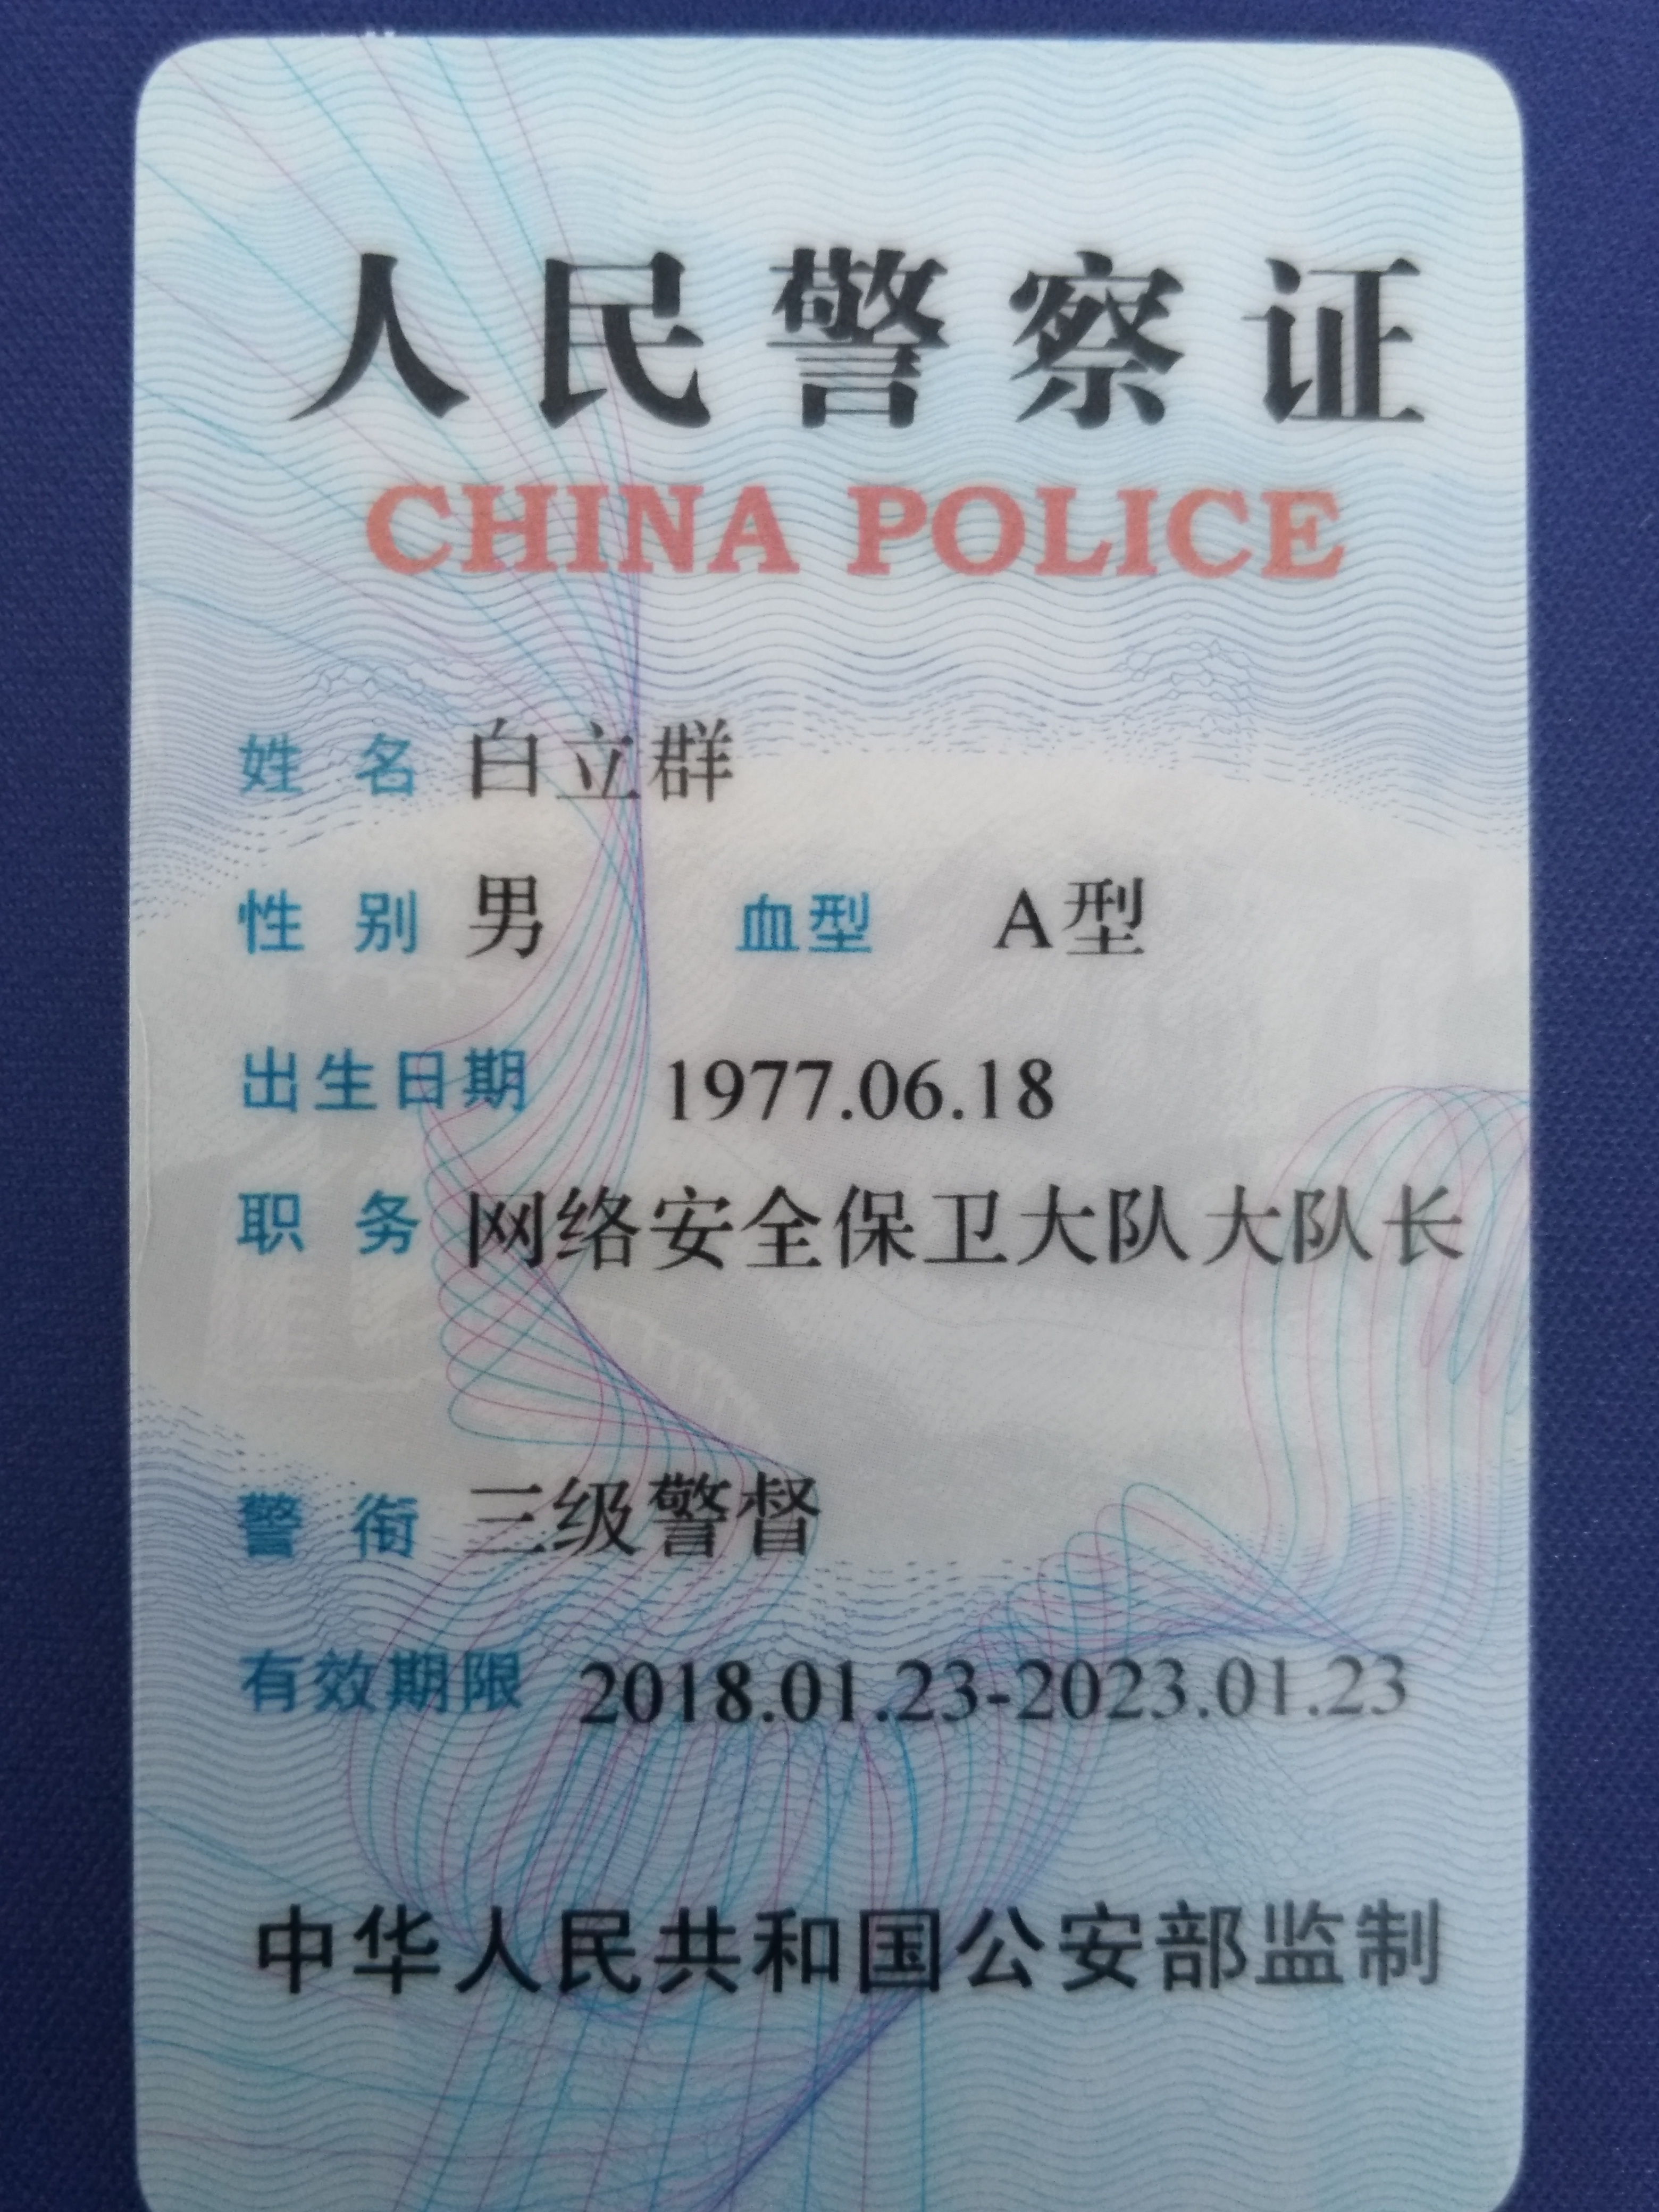 人民警察证
CHINA POLICE
姓名 白立群
性别 男 血型 A型
出生日期 1977.06.18
职务 网络安全保卫大队大队长
警衔 三级警督
有效期限 2018.01.23-2023.01.23
中华人民共和国公安部监制